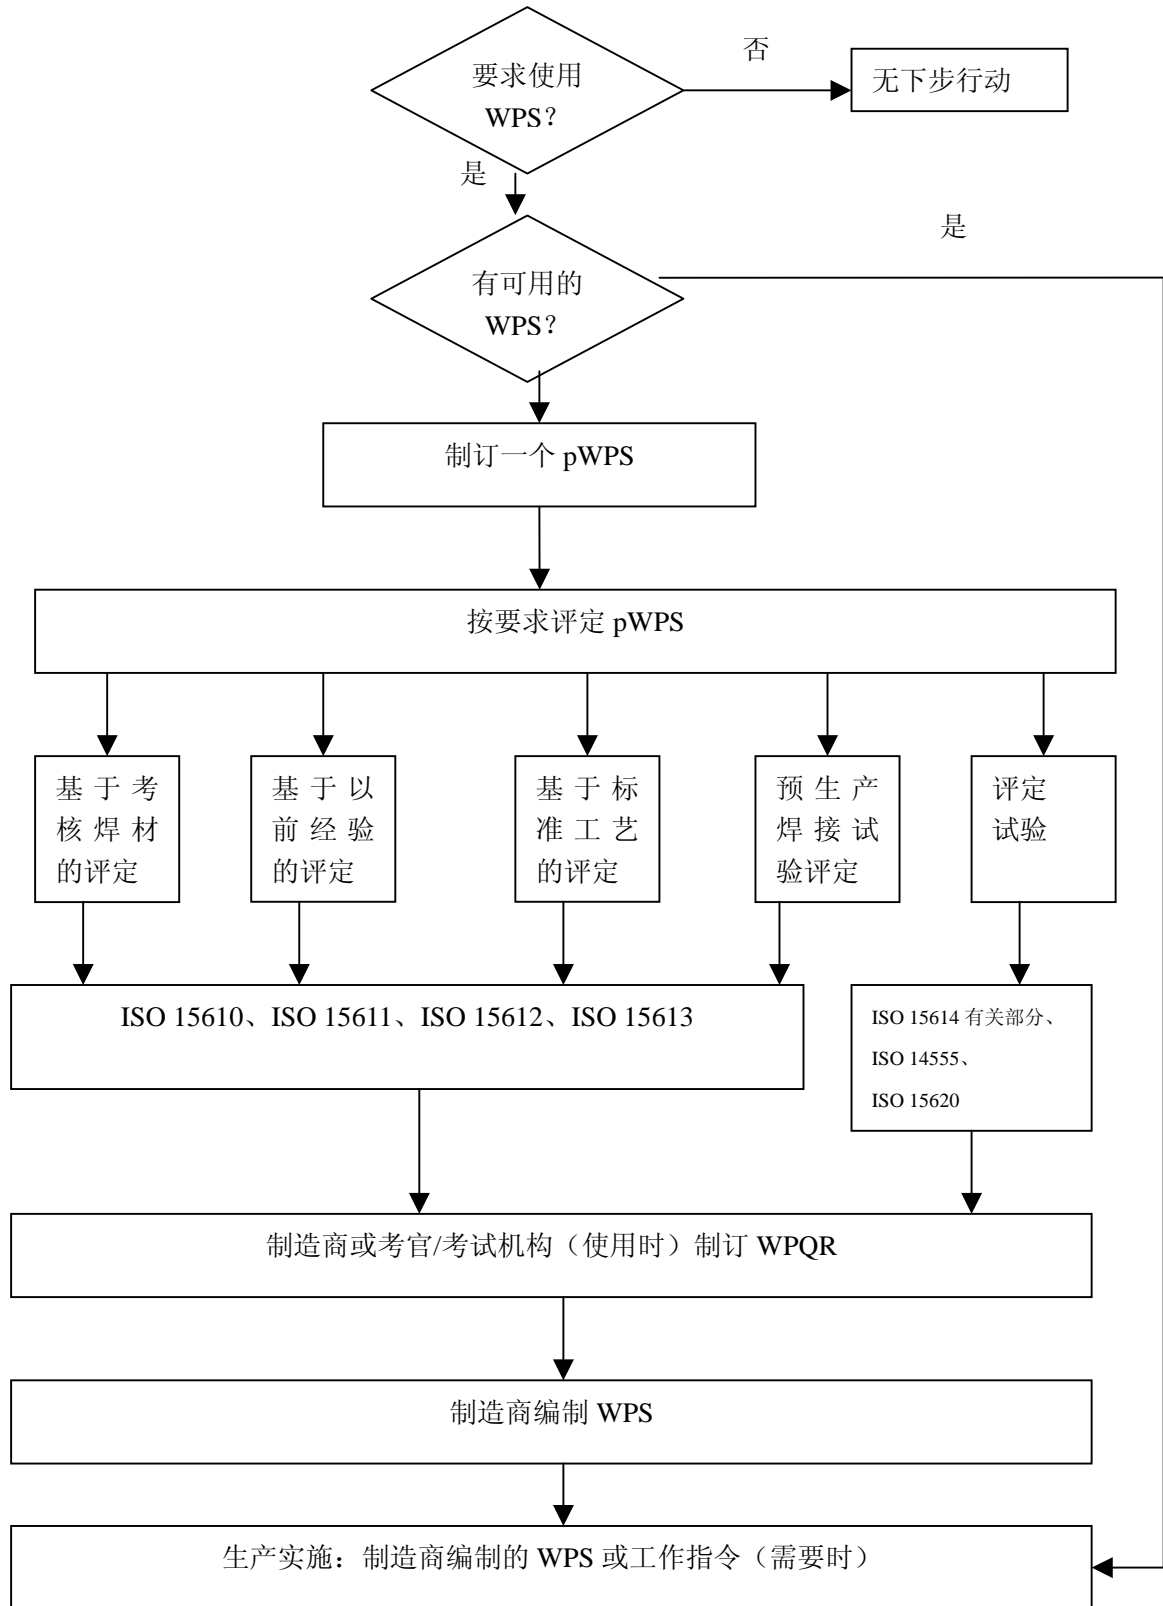 要求使用
WPS？
否
无下步行动
是
有可用的
WPS？
是
制订一个 pWPS
按要求评定 pWPS
基于考
核焊材
的评定
基于以
前经验
的评定
基于标
准工艺
的评定
预生产
焊接试
验评定
评定
试验
ISO 15610、ISO 15611、ISO 15612、ISO 15613
ISO 15614 有关部分、
ISO 14555、
ISO 15620
制造商或考官/考试机构（使用时）制订 WPQR
制造商编制 WPS
生产实施：制造商编制的 WPS 或工作指令（需要时）